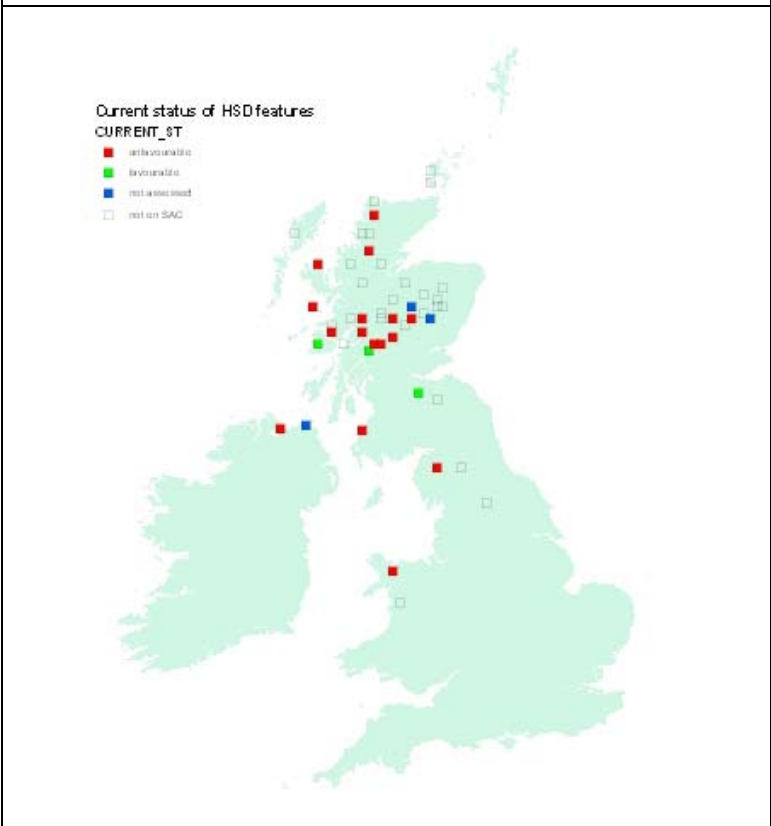 Current status of HSD features
CURRENT_ST
unfavourable
favourable
not assessed
not on SAC